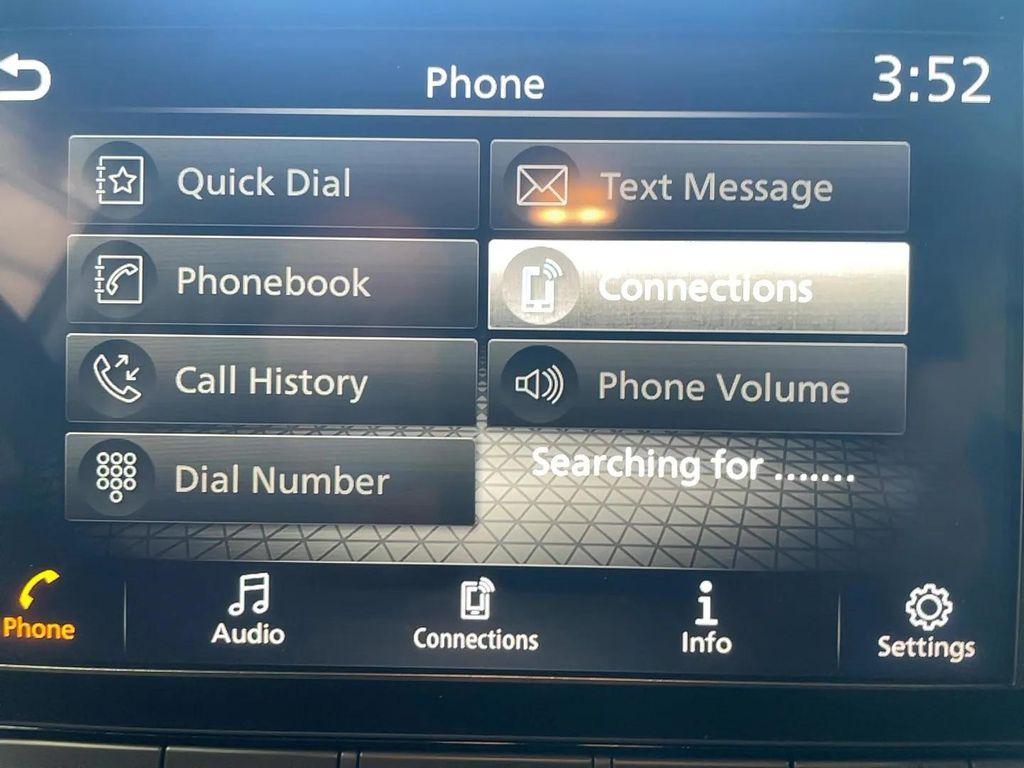 Phone
3:52
Quick Dial
Text Message
Phonebook
Connections
Call History
Phone Volume
Dial Number
Searching for .......
Phone
Audio
Connections
Info
Settings